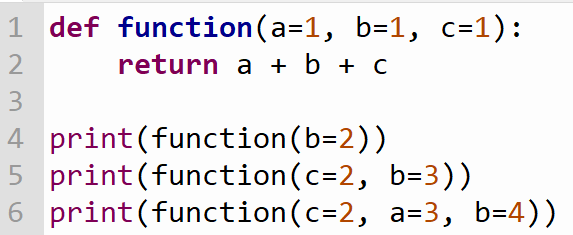 1 def function(a=1, b=1, c=1):
2     return a + b + c
3
4 print(function(b=2))
5 print(function(c=2, b=3))
6 print(function(c=2, a=3, b=4))